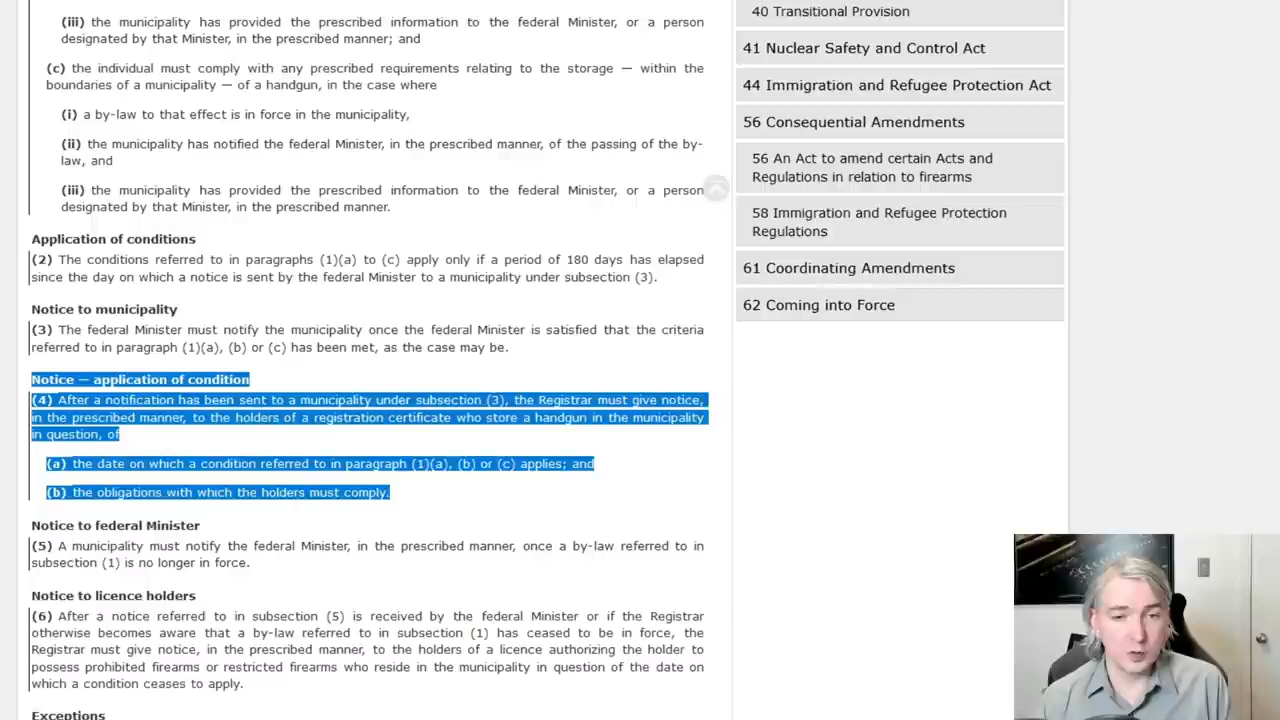 (iii) the municipality has provided the prescribed information to the federal Minister, or a person
designated by that Minister, in the prescribed manner; and
(c) the individual must comply with any prescribed requirements relating to the storage — within the
boundaries of a municipality — of a handgun, in the case where
(i) a by-law to that effect is in force in the municipality,
(ii) the municipality has notified the federal Minister, in the prescribed manner, of the passing of the by-
law, and
(iii) the municipality has provided the prescribed information to the federal Minister, or a person
designated by that Minister, in the prescribed manner.
Application of conditions
(2) The conditions referred to in paragraphs (1)(a) to (c) apply only if a period of 180 days has elapsed
since the day on which a notice is sent by the federal Minister to a municipality under subsection (3).
Notice to municipality
(3) The federal Minister must notify the municipality once the federal Minister is satisfied that the criteria
referred to in paragraph (1)(a), (b) or (c) has been met, as the case may be.
Notice — application of condition
(4) After a notification has been sent to a municipality under subsection (3), the Registrar must give notice,
in the prescribed manner, to the holders of a registration certificate who store a handgun in the municipality
in question, of
(a) the date on which a condition referred to in paragraph (1)(a), (b) or (c) applies; and
(b) the obligations with which the holders must comply.
Notice to federal Minister
(5) A municipality must notify the federal Minister, in the prescribed manner, once a by-law referred to in
subsection (1) is no longer in force.
Notice to licence holders
(6) After a notice referred to in subsection (5) is received by the federal Minister or if the Registrar
otherwise becomes aware that a by-law referred to in subsection (1) has ceased to be in force, the
Registrar must give notice, in the prescribed manner, to the holders of a licence authorizing the holder to
possess prohibited firearms or restricted firearms who reside in the municipality in question of the date on
which a condition ceases to apply.
Exceptions
40 Transitional Provision
41 Nuclear Safety and Control Act
44 Immigration and Refugee Protection Act
56 Consequential Amendments
56 An Act to amend certain Acts and
Regulations in relation to firearms
58 Immigration and Refugee Protection
Regulations
61 Coordinating Amendments
62 Coming into Force